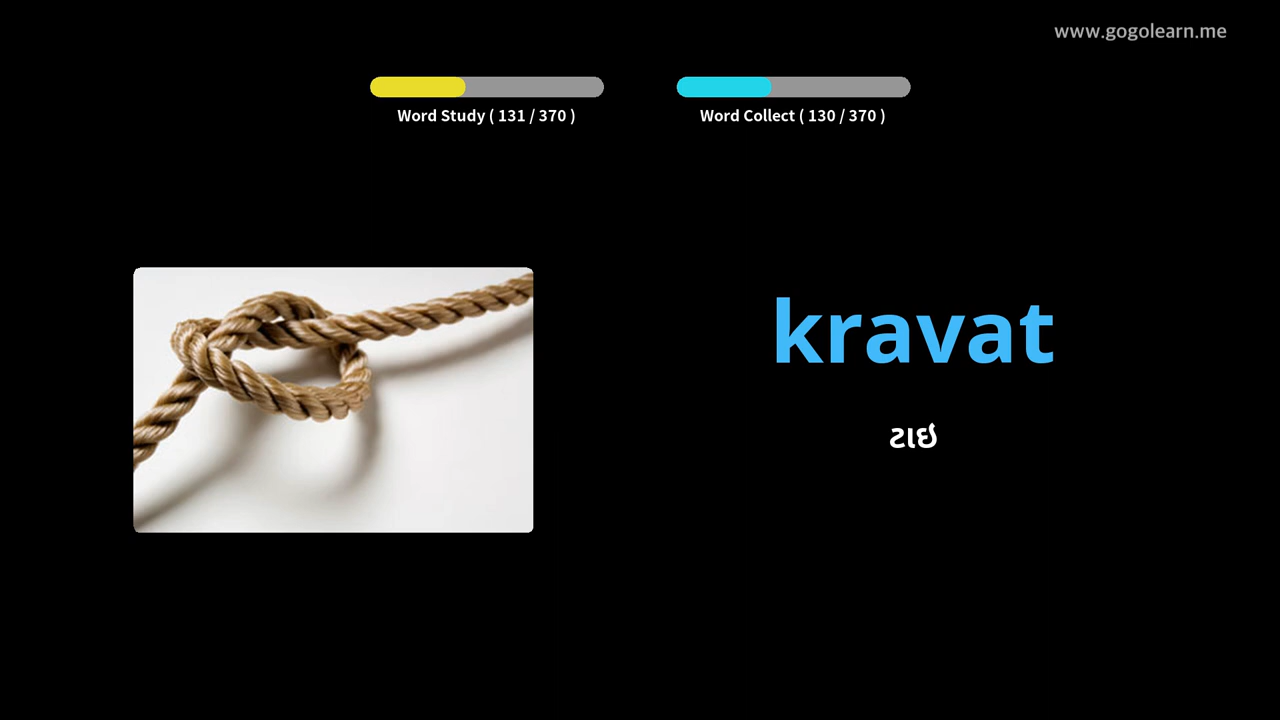 www.gogolearn.me
Word Study ( 131 / 370 )
Word Collect ( 130 / 370 )
kravat
ટાઇ